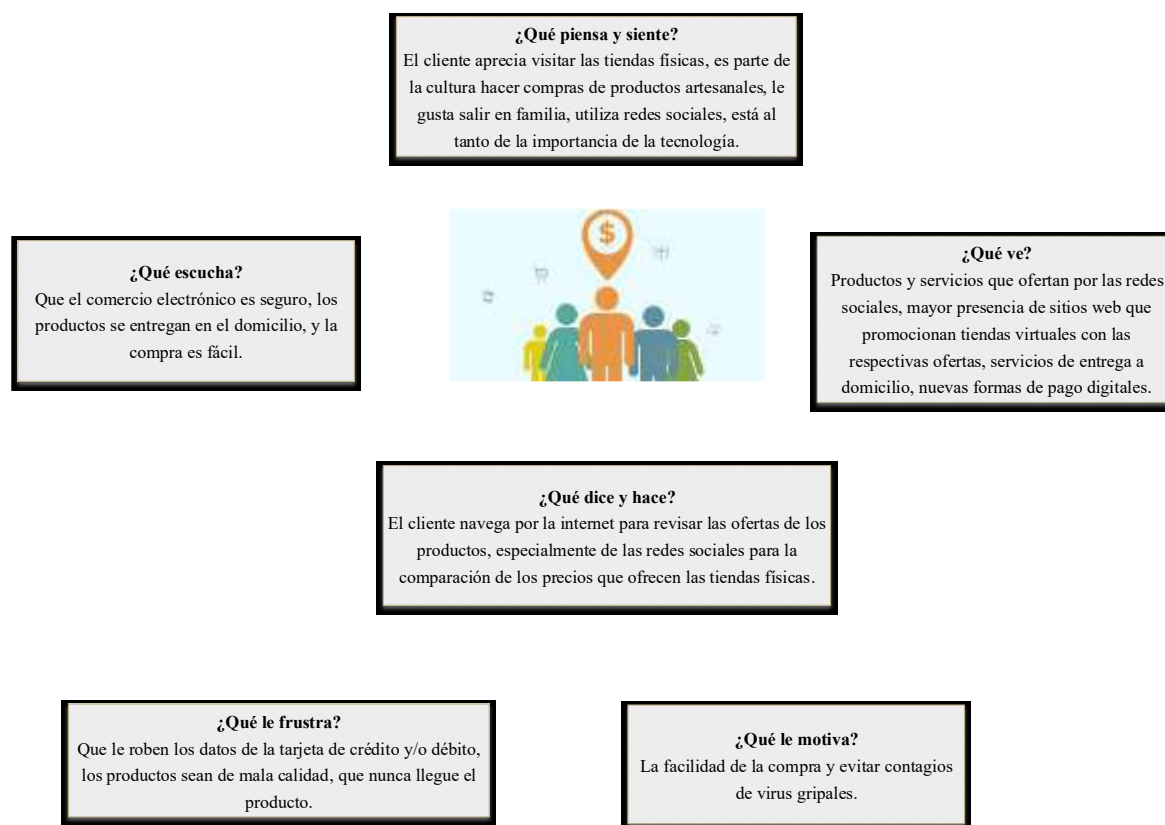 ¿Qué piensa y siente?
El cliente aprecia visitar las tiendas físicas, es parte de
la cultura hacer compras de productos artesanales, le
gusta salir en familia, utiliza redes sociales, está al
tanto de la importancia de la tecnología.
¿Qué escucha?
Que el comercio electrónico es seguro, los
productos se entregan en el domicilio, y la
compra es fácil.
$
¿Qué ve?
Productos y servicios que ofertan por las redes
sociales, mayor presencia de sitios web que
promocionan tiendas virtuales con las
respectivas ofertas, servicios de entrega a
domicilio, nuevas formas de pago digitales.
¿Qué dice y hace?
El cliente navega por la internet para revisar las ofertas de los
productos, especialmente de las redes sociales para la
comparación de los precios que ofrecen las tiendas físicas.
¿Qué le frustra?
Que le roben los datos de la tarjeta de crédito y/o débito,
los productos sean de mala calidad, que nunca llegue el
producto.
¿Qué le motiva?
La facilidad de la compra y evitar contagios
de virus gripales.